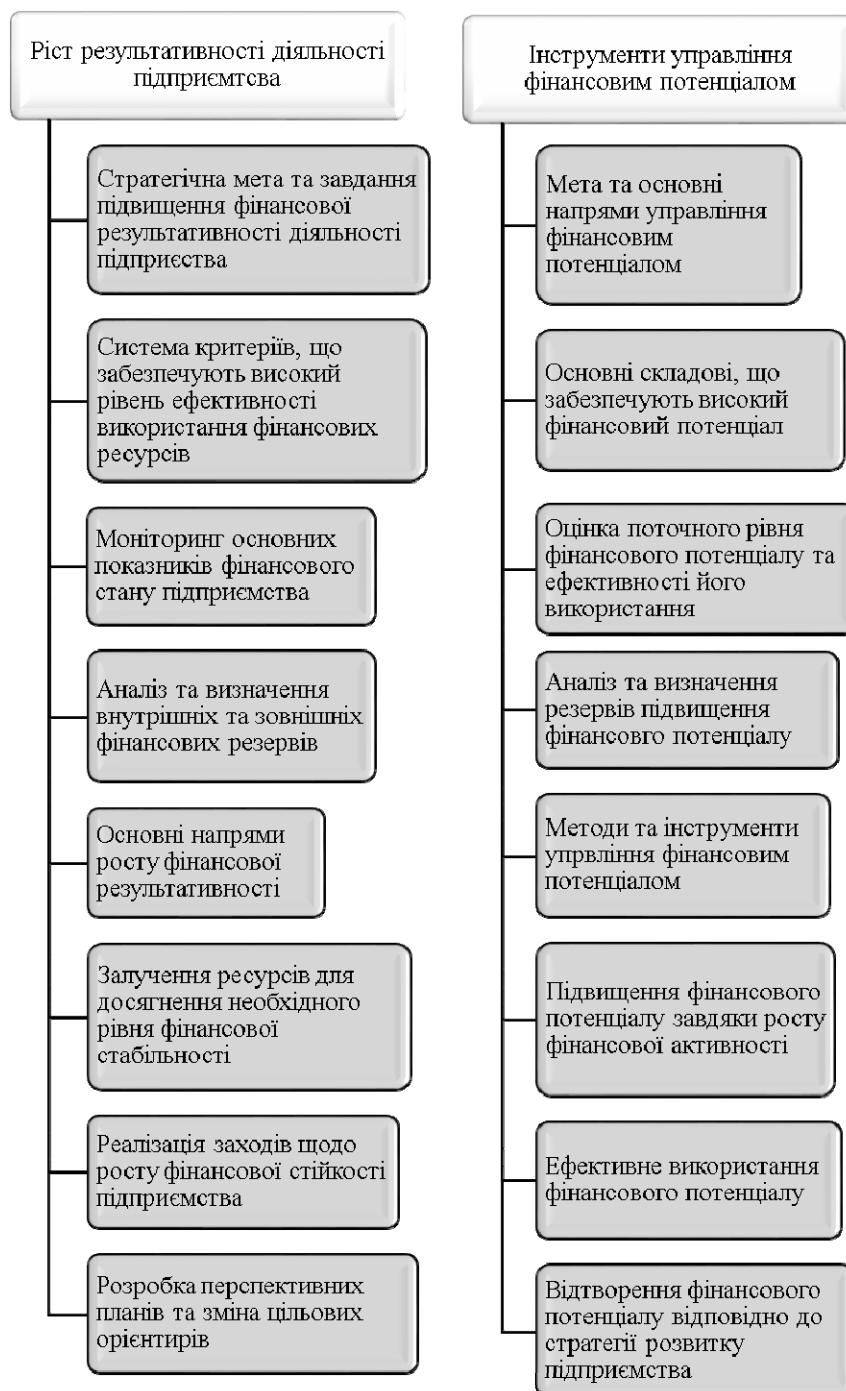 Ріст результативності діяльності
підприємтсва
Стратегічна мета та завдання
підвищення фінансової
результативності діяльності
підприєства
Система критеріїв, що
забезпечують високий
рівень ефективності
використання фінансових
ресурсів
Моніторинг основних
показників фінансового
стану підприємства
Аналіз та визначення
внутрішніх та зовнішніх
фінансових резервів
Основні напрями
росту фінансової
результативності
Залучення ресурсів для
досягнення необхідного
рівня фінансової
стабільності
Реалізація заходів щодо
росту фінансової стійкості
підприємства
Розробка перспективних
планів та зміна цільових
орієнтирів
Інструменти управління
фінансовим потенціалом
Мета та основні
напрями управління
фінансовим
потенціалом
Основні складові, що
забезпечують високий
фінансовий потенціал
Оцінка поточного рівня
фінансового потенціалу та
ефективності його
використання
Аналіз та визначення
резервів підвищення
фінансовго потенціалу
Методи та інструменти
упрвління фінансовим
потенціалом
Підвищення фінансового
потенціалу завдяки росту
фінансової активності
Ефективне використання
фінансового потенціалу
Відтворення фінансового
потенціалу відповідно до
стратегії розвитку
підприємства